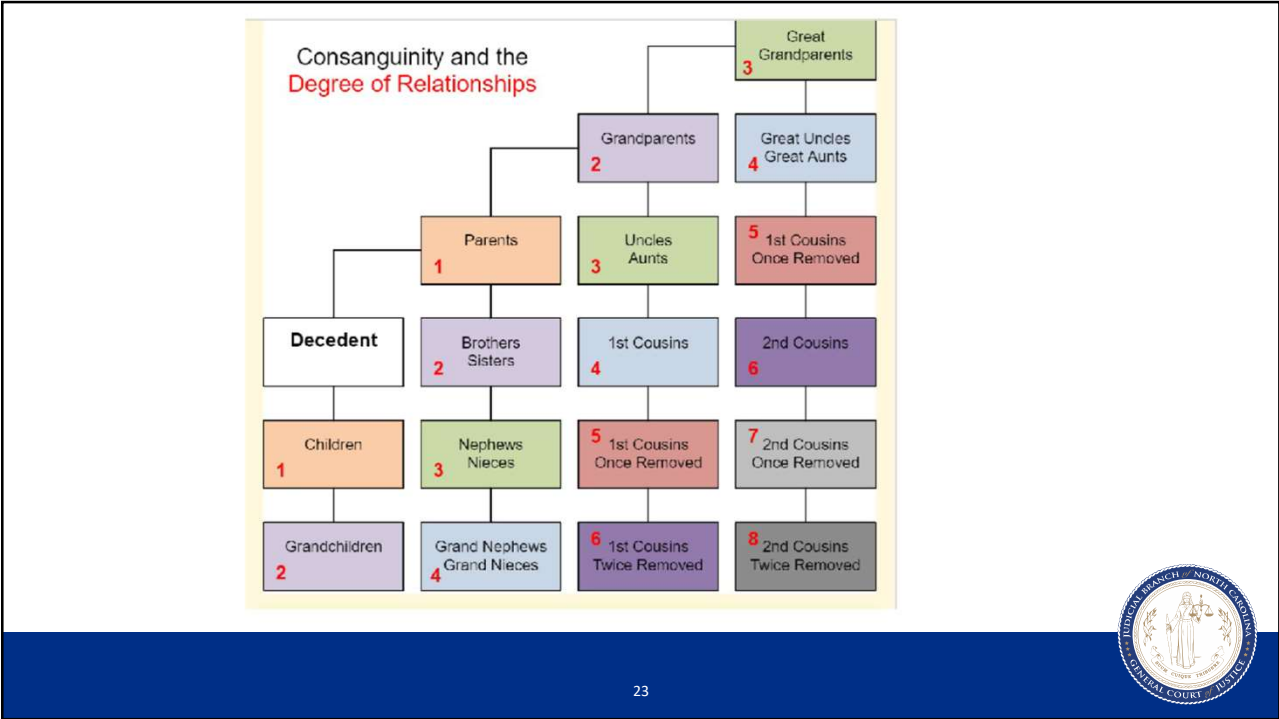 Consanguinity and the
Degree of Relationships
Great
Grandparents
3
Grandparents
2
Great Uncles
Great Aunts
4
Parents
1
Uncles
Aunts
3
5
1st Cousins
Once Removed
Decedent
Brothers
Sisters
2
1st Cousins
4
2nd Cousins
6
Children
1
Nephews
Nieces
3
5
1st Cousins
Once Removed
7
2nd Cousins
Once Removed
Grandchildren
2
Grand Nephews
Grand Nieces
4
6
1st Cousins
Twice Removed
8
2nd Cousins
Twice Removed
JUDICIAL BRANCH of NORTH CAROLINA
GENERAL COURT of JUSTICE
SUUM CUIQUE TRIBUERE
23